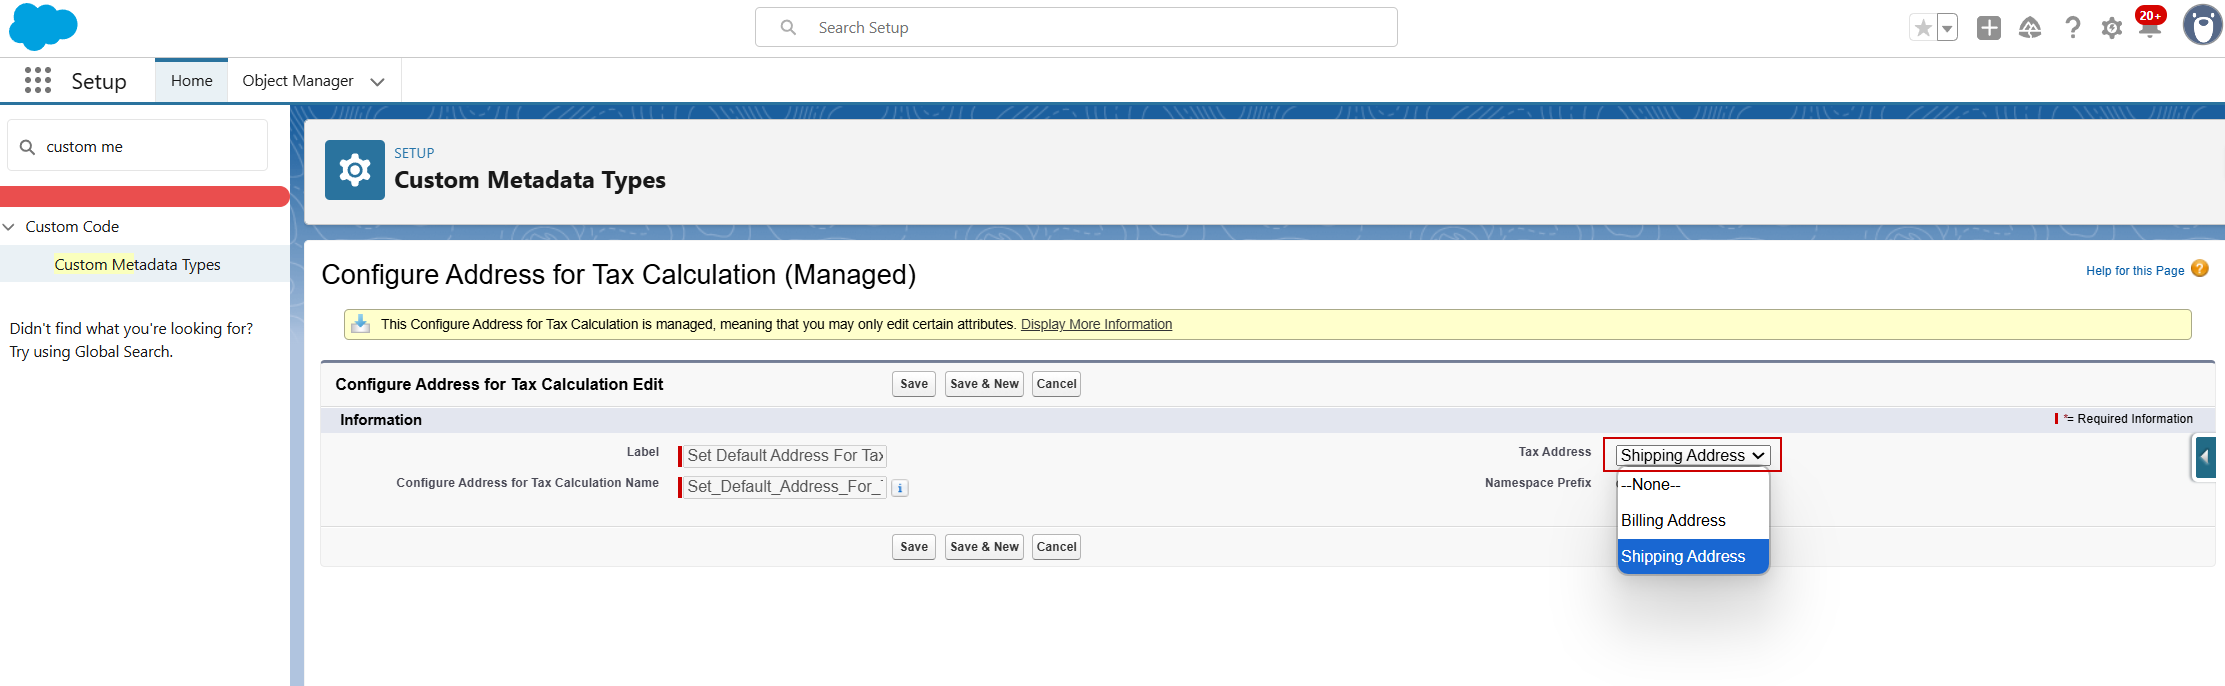 Search Setup
20+
Setup
Home
Object Manager
custom me
SETUP
Custom Metadata Types
Custom Code
Custom Metadata Types
Didn't find what you're looking for?
Try using Global Search.
Configure Address for Tax Calculation (Managed)
Help for this Page
This Configure Address for Tax Calculation is managed, meaning that you may only edit certain attributes. Display More Information
Configure Address for Tax Calculation Edit
Save
Save & New
Cancel
Information
*= Required Information
Label
Set Default Address For Tax
Tax Address
Shipping Address
Configure Address for Tax Calculation Name
Set_Default_Address_For_
Namespace Prefix
--None--
Billing Address
Shipping Address
Save
Save & New
Cancel